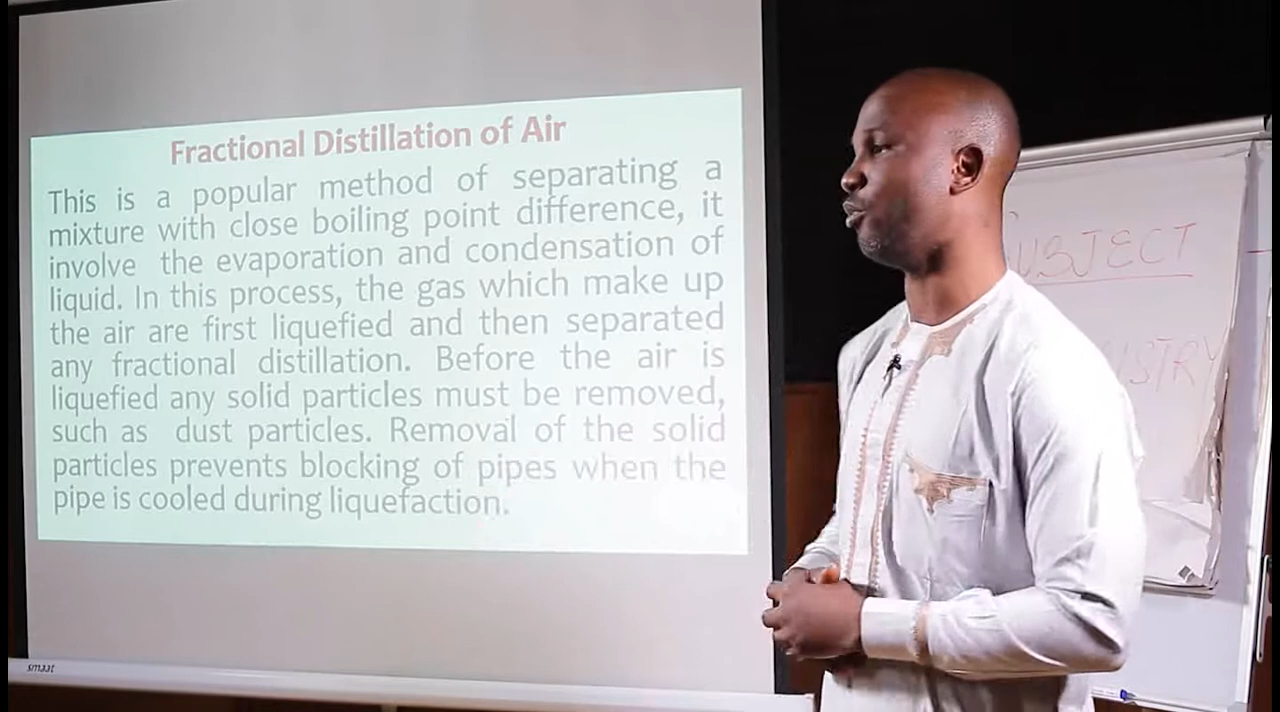 Fractional Distillation of Air
This is a popular method of separating a
mixture with close boiling point difference, it
involve the evaporation and condensation of
liquid. In this process, the gas which make up
the air are first liquefied and then separated
any fractional distillation. Before the air is
liquefied any solid particles must be removed,
such as dust particles. Removal of the solid
particles prevents blocking of pipes when the
pipe is cooled during liquefaction.
SUBJECT
smaat